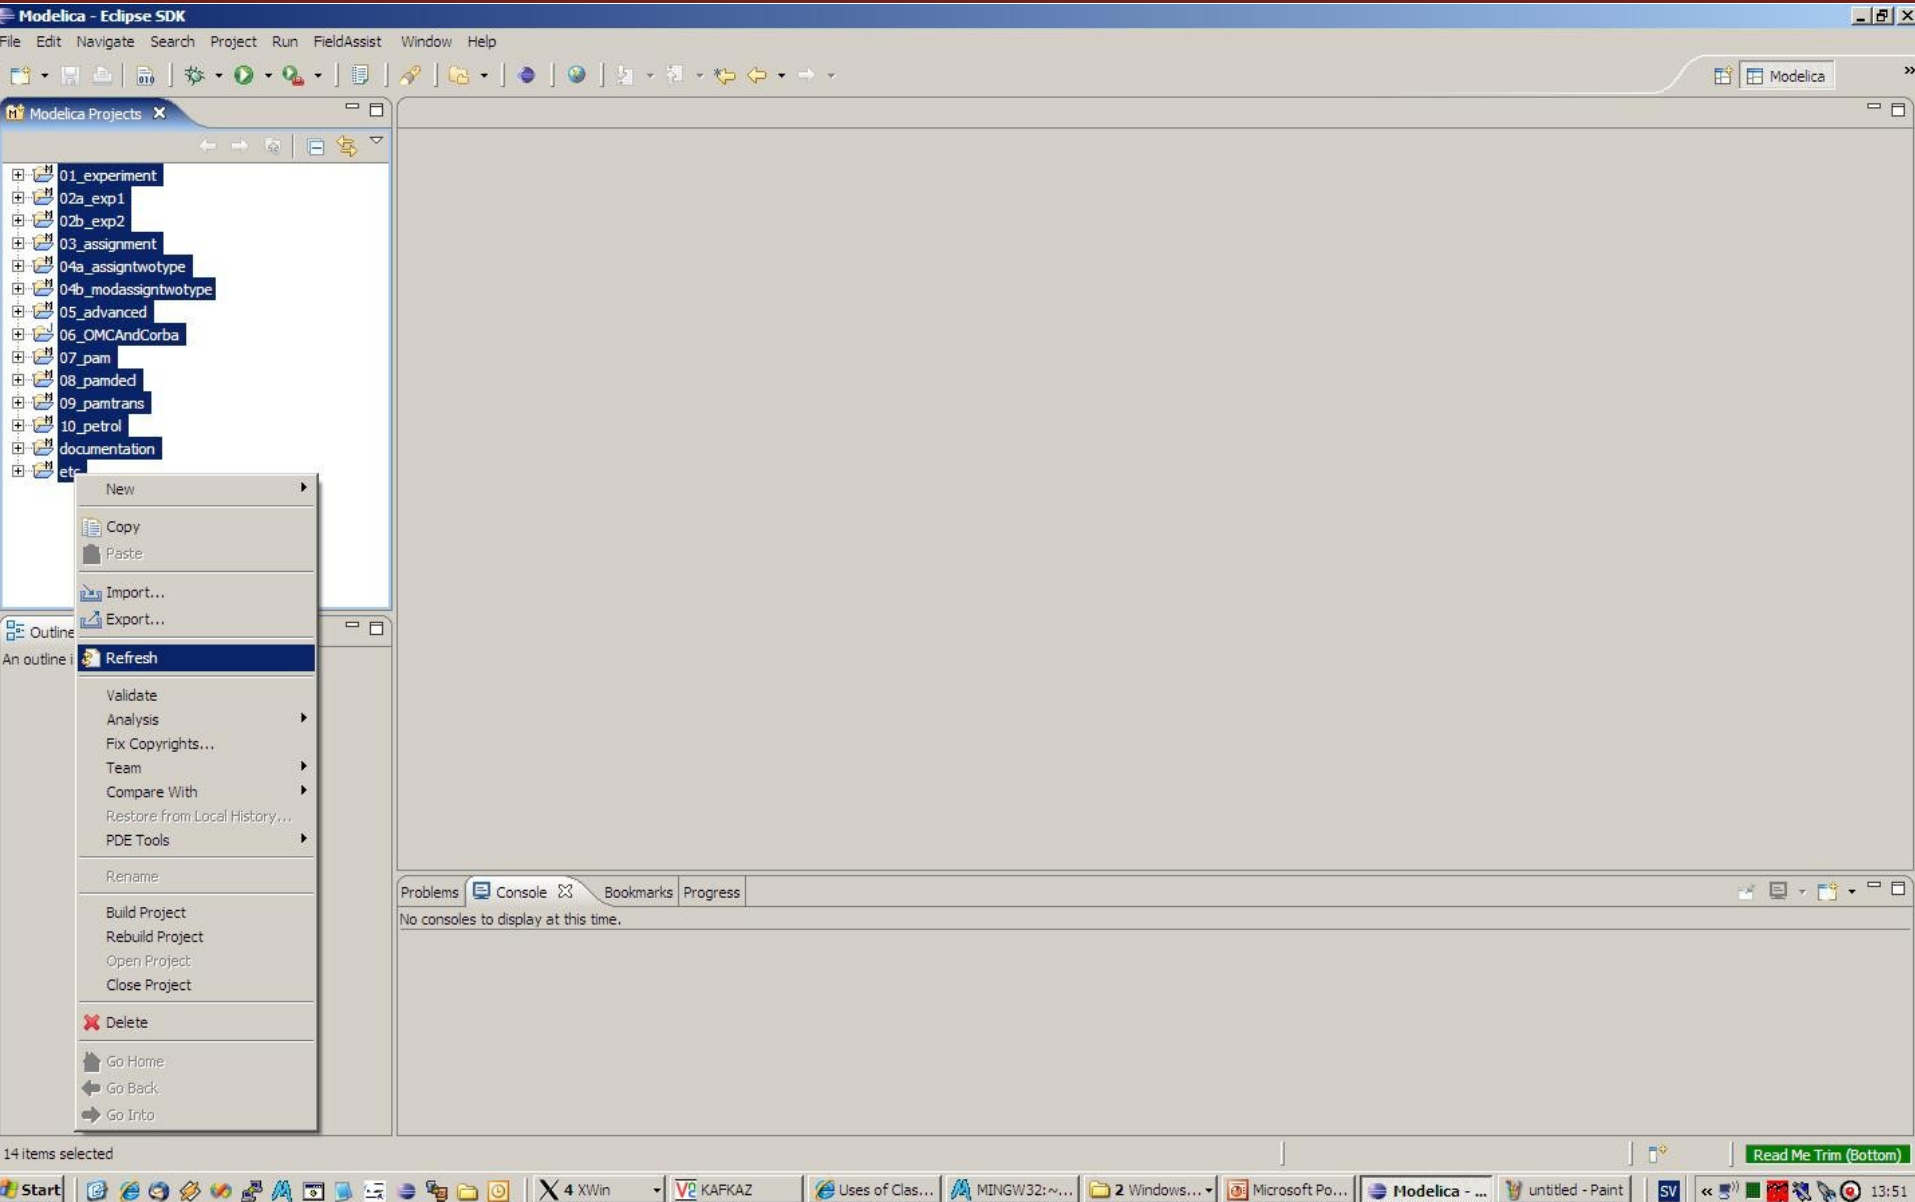 Modelica - Eclipse SDK
File Edit Navigate Search Project Run FieldAssist Window Help
Modelica
»
Modelica Projects
01_experiment
02a_exp1
02b_exp2
03_assignment
04a_assigntwotype
04b_modassigntwotype
05_advanced
06_OMCAndCorba
07_pam
08_pamdecl
09_pamtrans
10_petrol
documentation
etc
New
Copy
Paste
Import...
Export...
Outline
An outline i
Refresh
Validate
Analysis
Fix Copyrights...
Team
Compare With
Restore from Local History...
PDE Tools
Rename
Build Project
Rebuild Project
Open Project
Close Project
Delete
Go Home
Go Back
Go Into
Problems Console Bookmarks Progress
No consoles to display at this time.
14 items selected
Read Me Trim (Bottom)
Start 4 XWin KAFKAZ Uses of Clas... MINGW32:~... 2 Windows... Microsoft Po... Modelica - ... untitled - Paint SV « 13:51